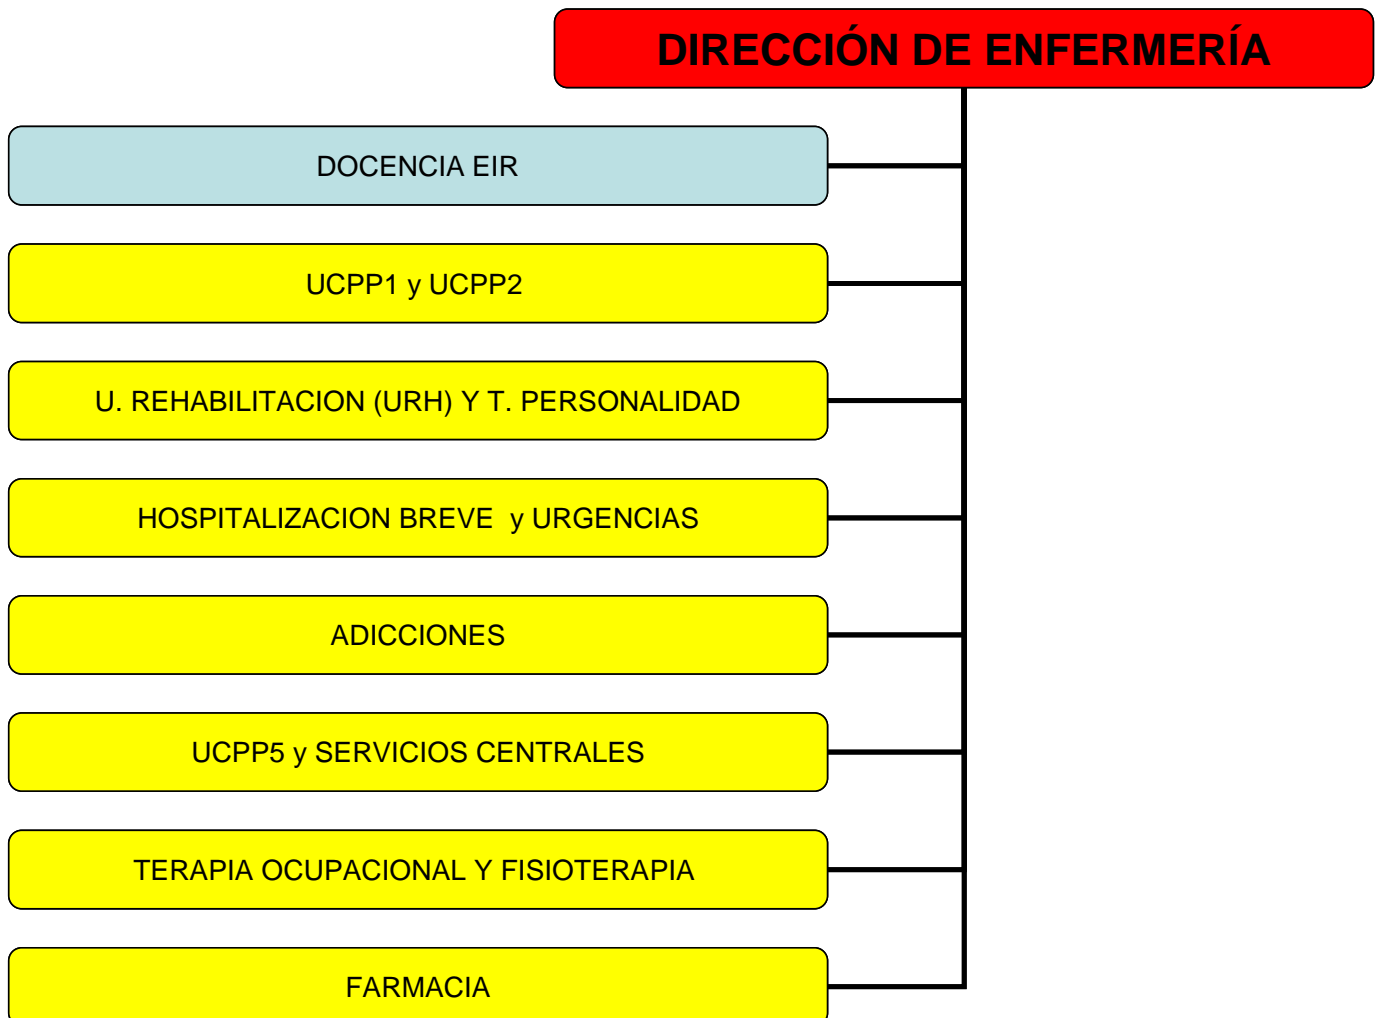 DIRECCIÓN DE ENFERMERÍA
DOCENCIA EIR
UCPP1 y UCPP2
U. REHABILITACION (URH) Y T. PERSONALIDAD
HOSPITALIZACION BREVE y URGENCIAS
ADICCIONES
UCPP5 y SERVICIOS CENTRALES
TERAPIA OCUPACIONAL Y FISIOTERAPIA
FARMACIA